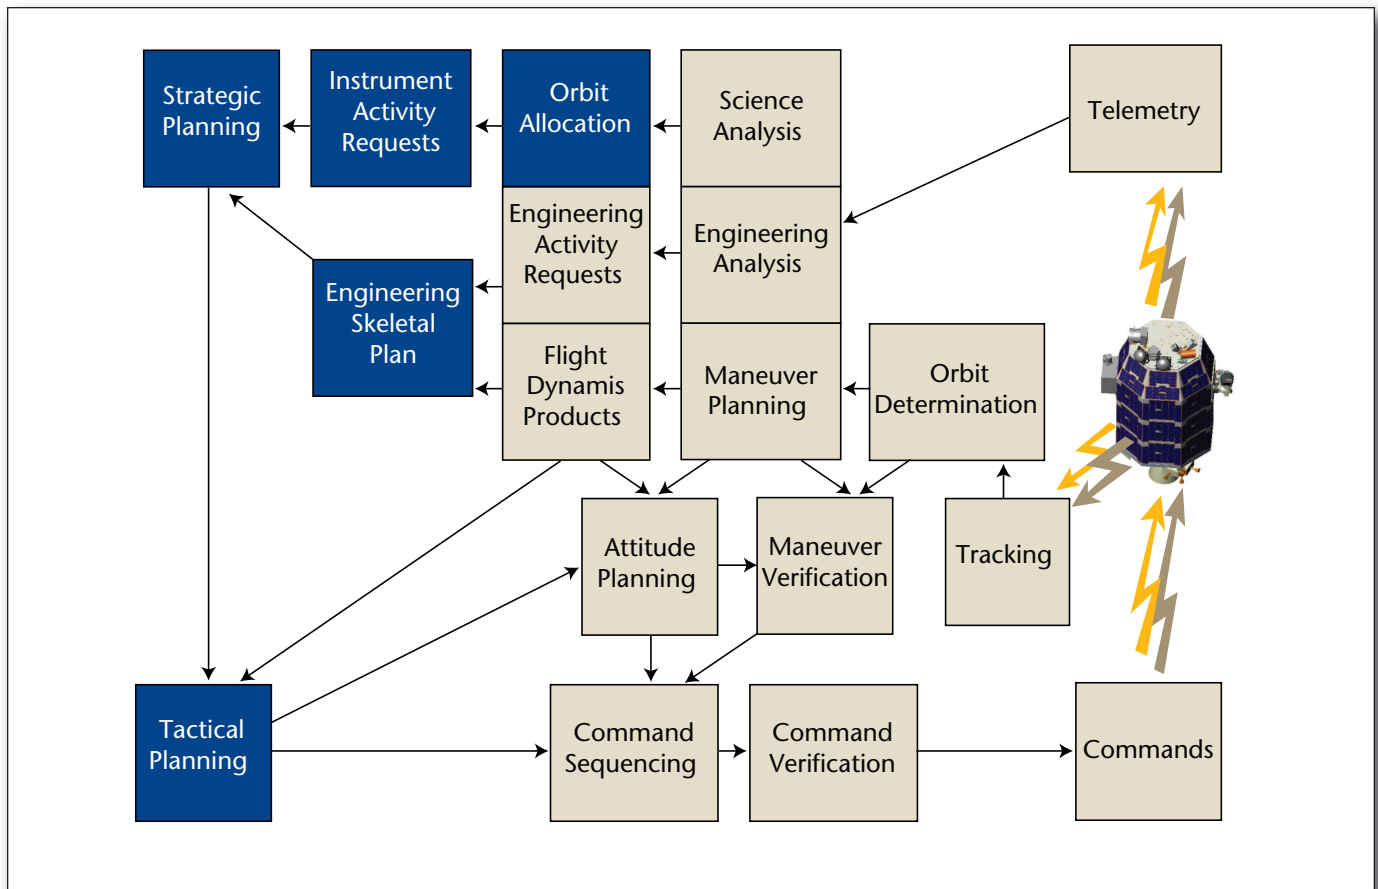 Strategic
Planning
Instrument
Activity
Requests
Orbit
Allocation
Science
Analysis
Telemetry
Engineering
Activity
Requests
Engineering
Analysis
Engineering
Skeletal
Plan
Flight
Dynamis
Products
Maneuver
Planning
Orbit
Determination
Attitude
Planning
Maneuver
Verification
Tracking
Tactical
Planning
Command
Sequencing
Command
Verification
Commands